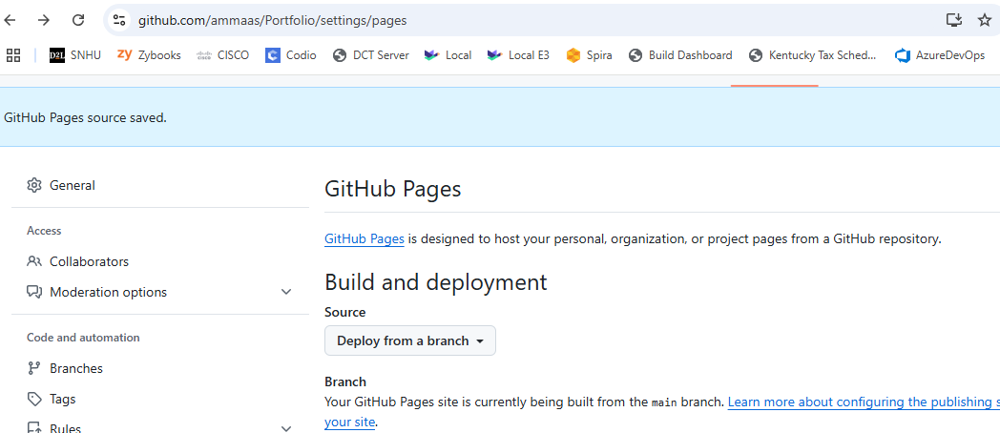 github.com/ammaas/Portfolio/settings/pages
D2L SNHU zy Zybooks CISCO CISCO Codio DCT Server Local Local E3 Spira Build Dashboard Kentucky Tax Sched... AzureDevOps
GitHub Pages source saved.
General
Access
Collaborators
Moderation options
Code and automation
Branches
Tags
Rules
GitHub Pages
GitHub Pages is designed to host your personal, organization, or project pages from a GitHub repository.
Build and deployment
Source
Deploy from a branch
Branch
Your GitHub Pages site is currently being built from the main branch. Learn more about configuring the publishing s
your site.